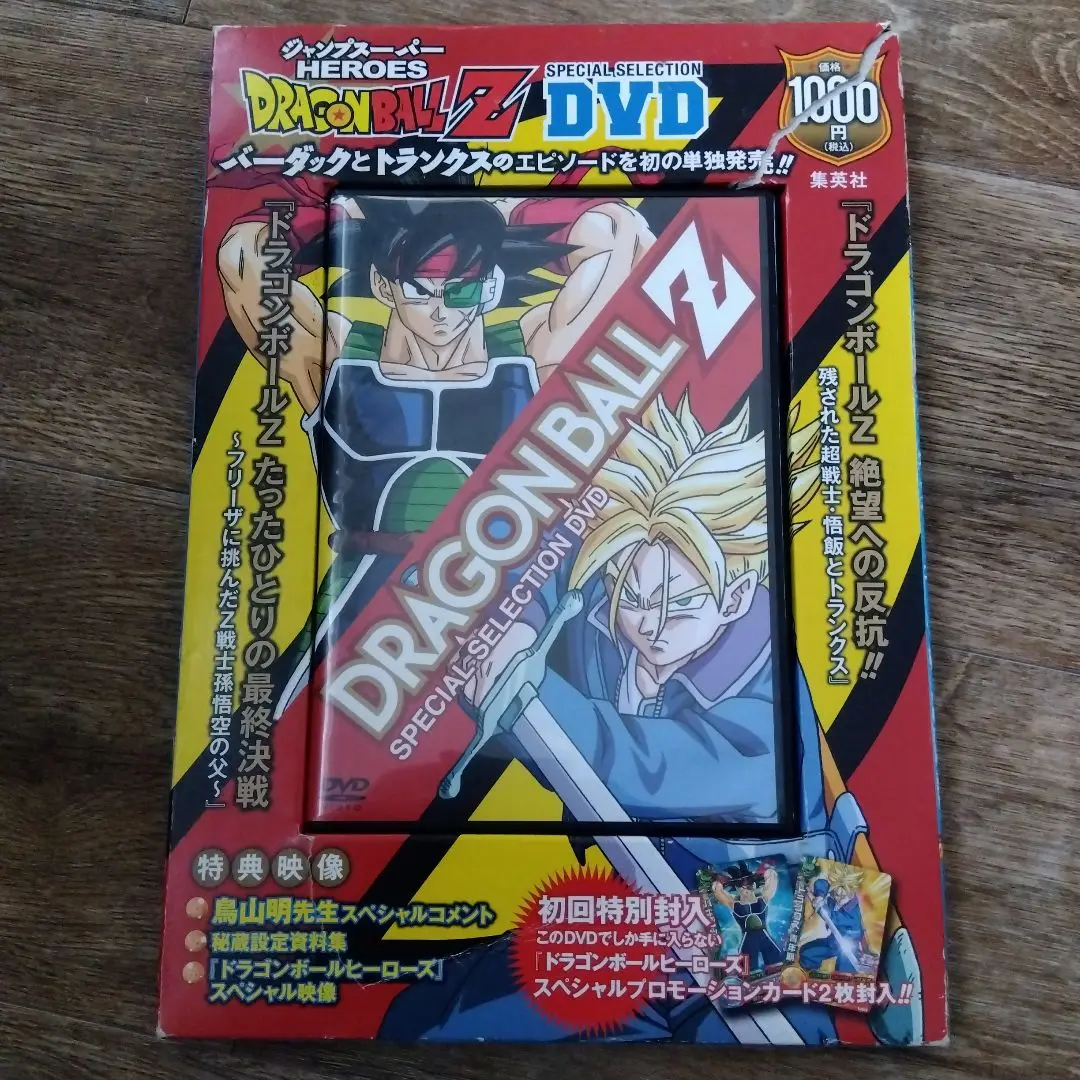 ジャンプスーパー
HEROES
DRAGON BALL Z
SPECIAL SELECTION
DVD
価格
1000
円
(税込)
バーダックとトランクスのエピソードを初の単独発売!!
集英社
『ドラゴンボールZ 絶望への反抗!!
残された超戦士・悟飯とトランクス』
『ドラゴンボールZ たったひとりの最終決戦
～フリーザに挑んだZ戦士孫悟空の父～』
DRAGON BALL Z
SPECIAL SELECTION DVD
DVD
特典映像
鳥山明先生スペシャルコメント
秘蔵設定資料集
『ドラゴンボールヒーローズ』
スペシャル映像
初回特別封入
このDVDでしか手に入らない
『ドラゴンボールヒーローズ』
スペシャルプロモーションカード2枚封入!!